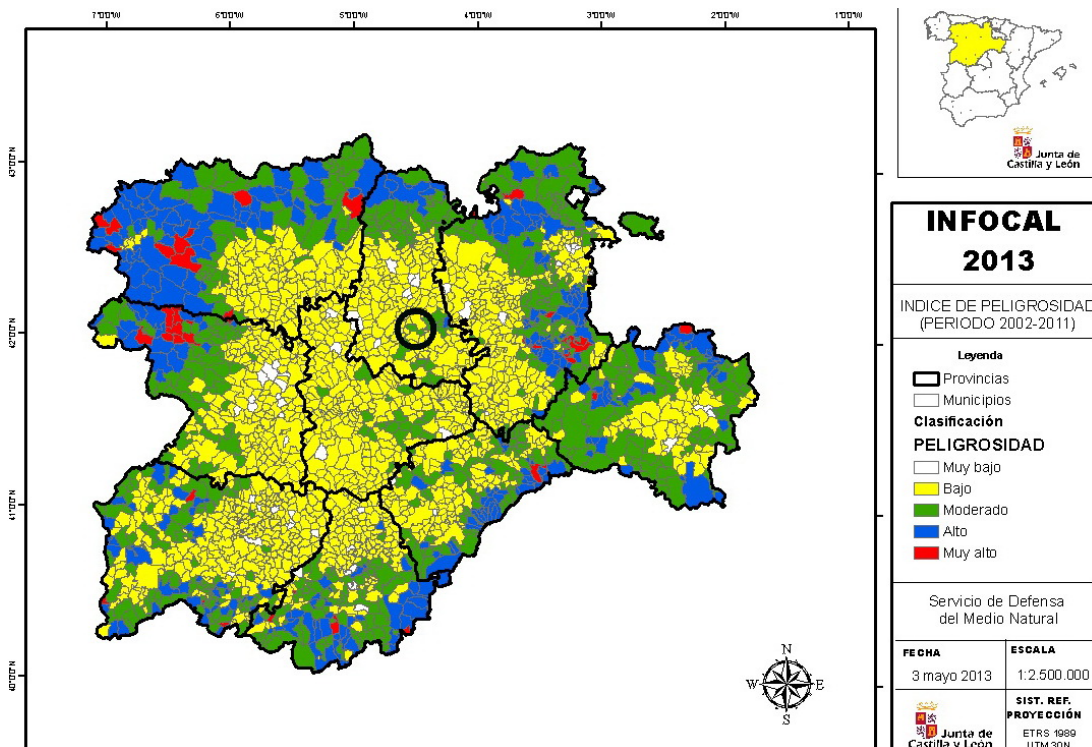 7°0'0"W 6°0'0"W 5°0'0"W 4°0'0"W 3°0'0"W 2°0'0"W 1°0'0"W
43°0'0"N
42°0'0"N
41°0'0"N
40°0'0"N
N
W E
S
Junta de
Castilla y León
INFOCAL
2013
INDICE DE PELIGROSIDAD
(PERIODO 2002-2011)
Leyenda
Provincias
Municipios
Clasificación
PELIGROSIDAD
Muy bajo
Bajo
Moderado
Alto
Muy alto
Servicio de Defensa
del Medio Natural
FECHA
3 mayo 2013
ESCALA
1:2.500.000
Junta de
Castilla y León
SIST. REF.
PROYECCIÓN
ETRS 1989
UTM 30N